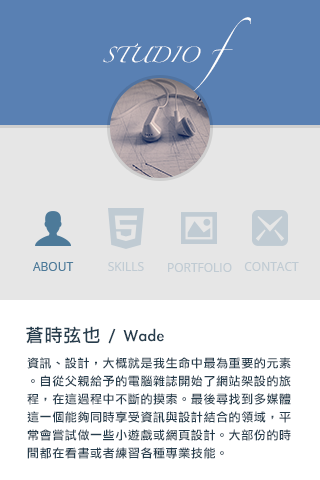 STUDIO f
ABOUT SKILLS PORTFOLIO CONTACT
蒼時弦也 / Wade
資訊、設計，大概就是我生命中最為重要的元素
。自從父親給予的電腦雜誌開始了網站架設的旅
程，在這過程中不斷的摸索。最後尋找到多媒體
這一個能夠同時享受資訊與設計結合的領域，平
常會嘗試做一些小遊戲或網頁設計。大部份的時
間都在看書或者練習各種專業技能。